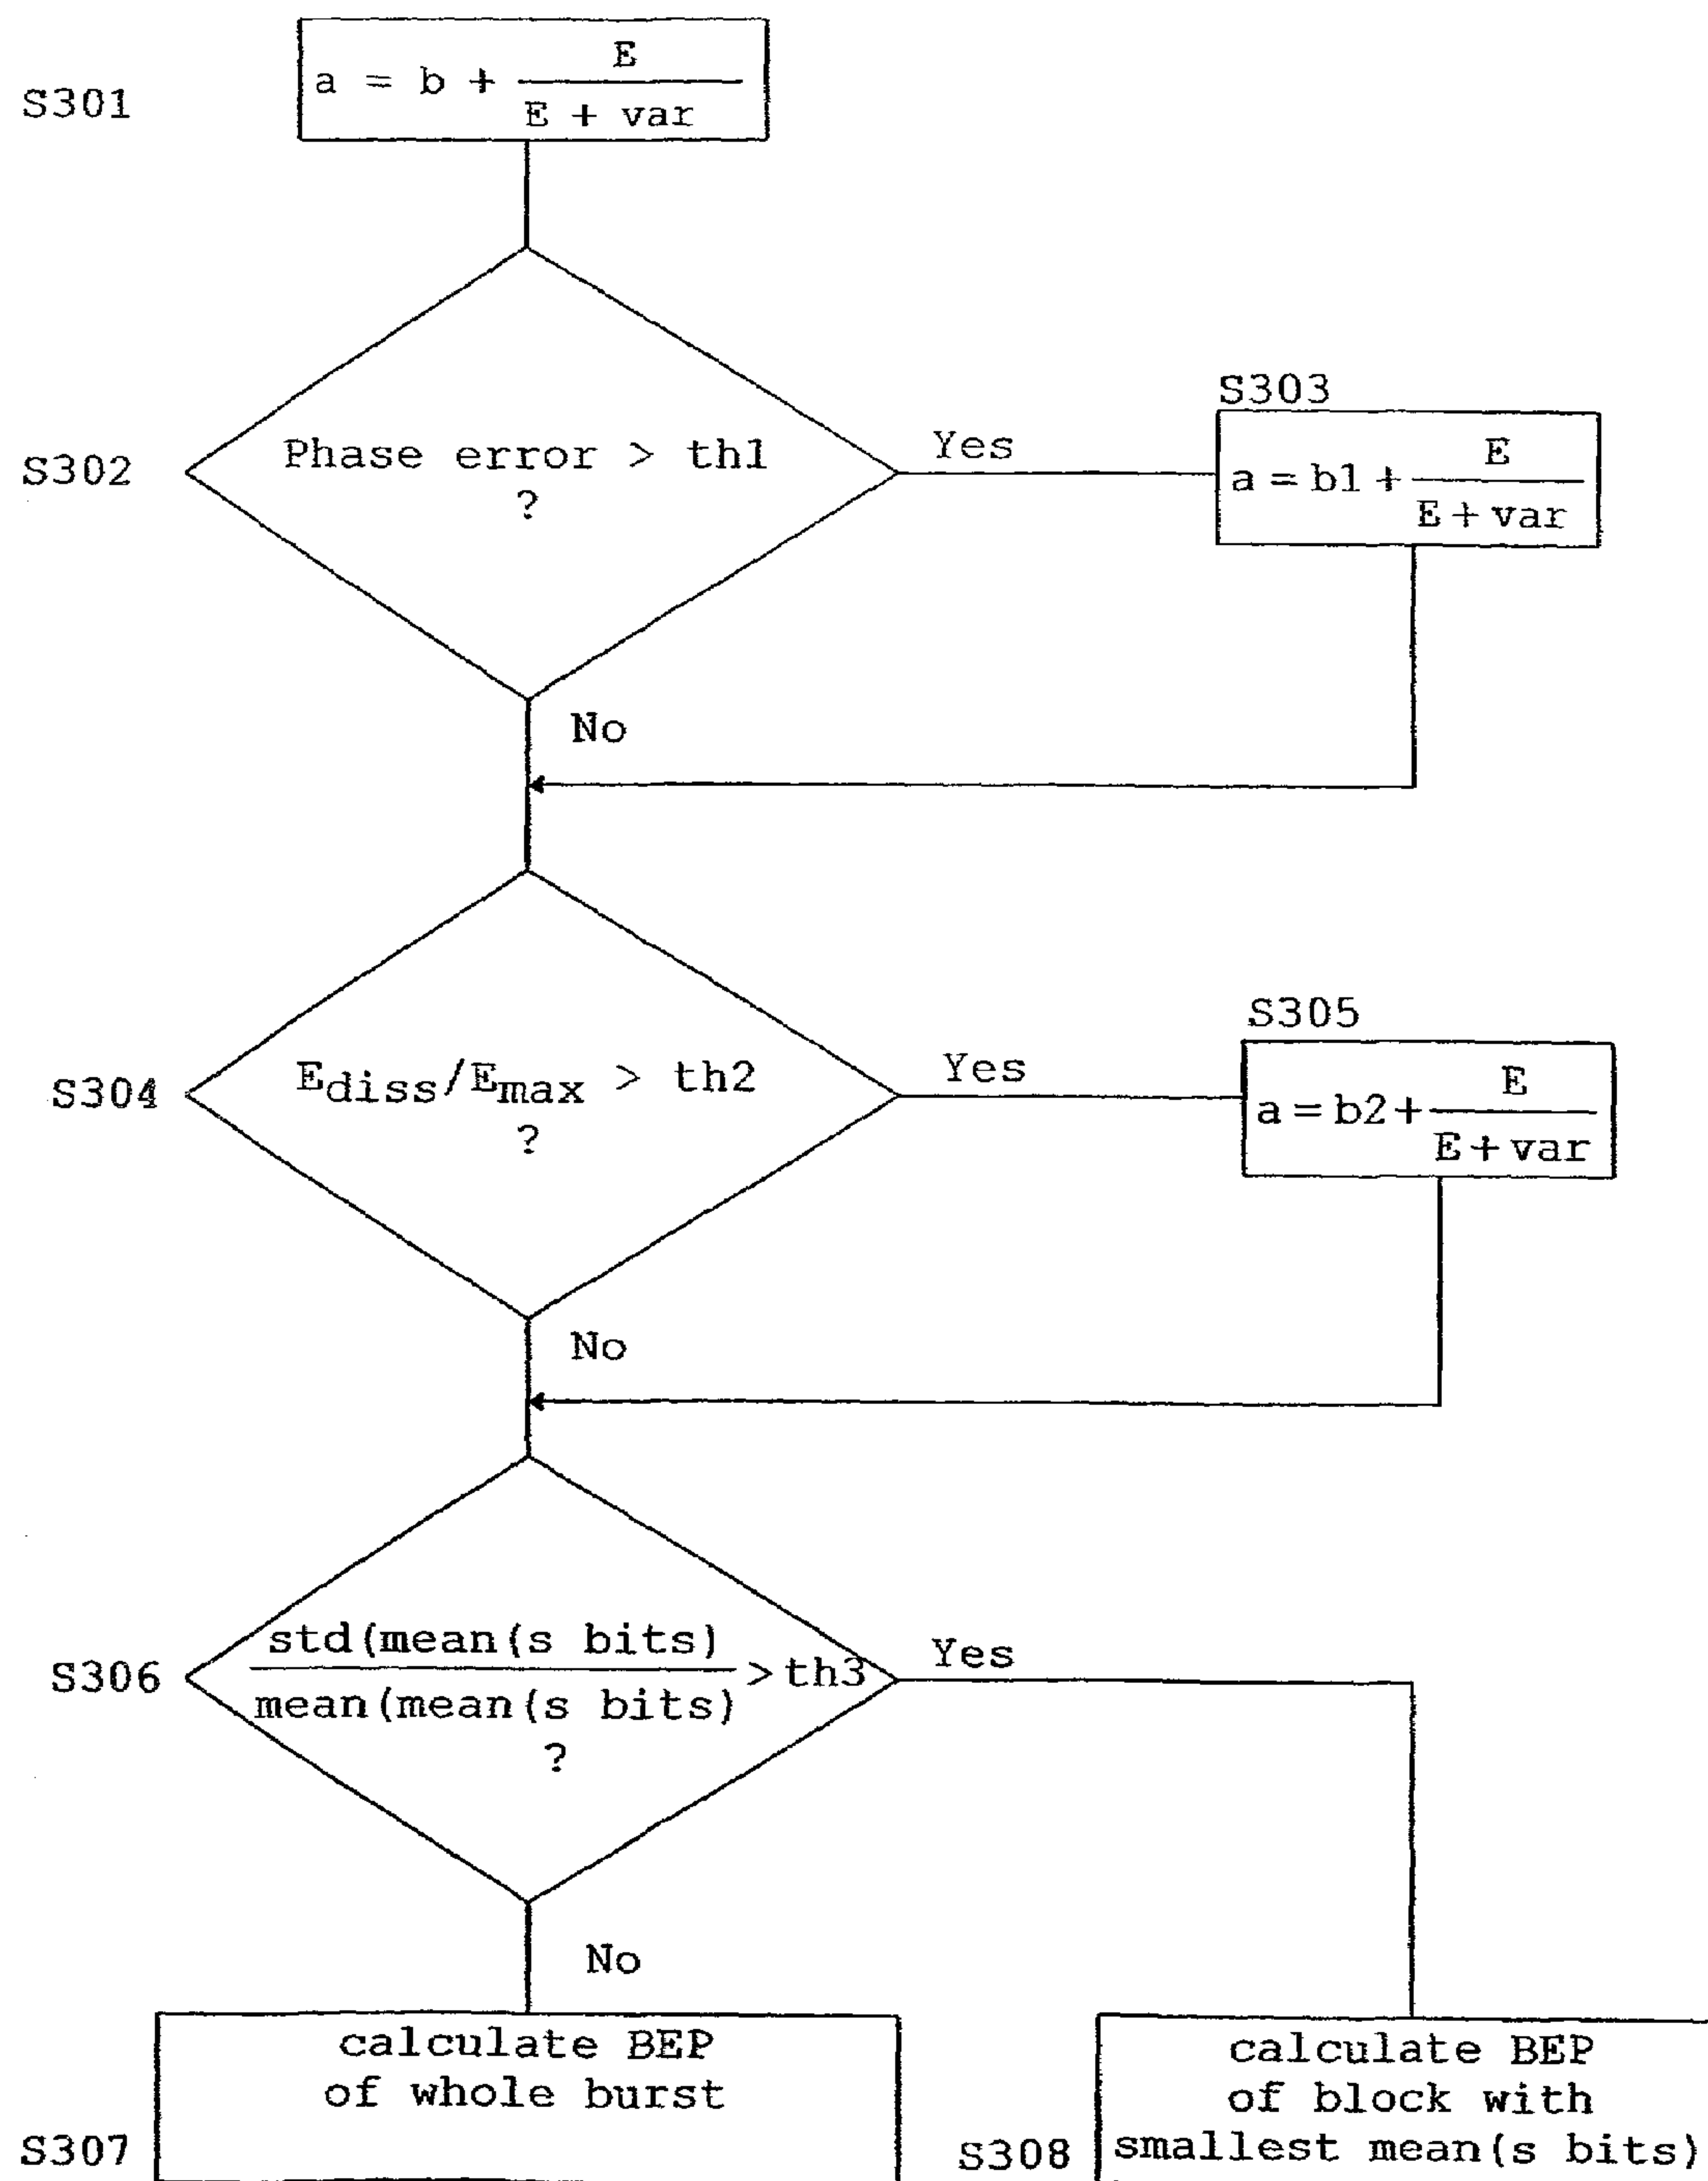 S301
a = b + E / E + var
S302
Phase error > th1
?
Yes
S303
a = b1 + E / E + var
No
S304
Ediss/Emax > th2
?
Yes
S305
a = b2 + E / E + var
No
S306
std(mean(s bits)
mean(mean(s bits)
> th3
?
Yes
No
S307
calculate BEP
of whole burst
S308
calculate BEP
of block with
smallest mean(s bits)